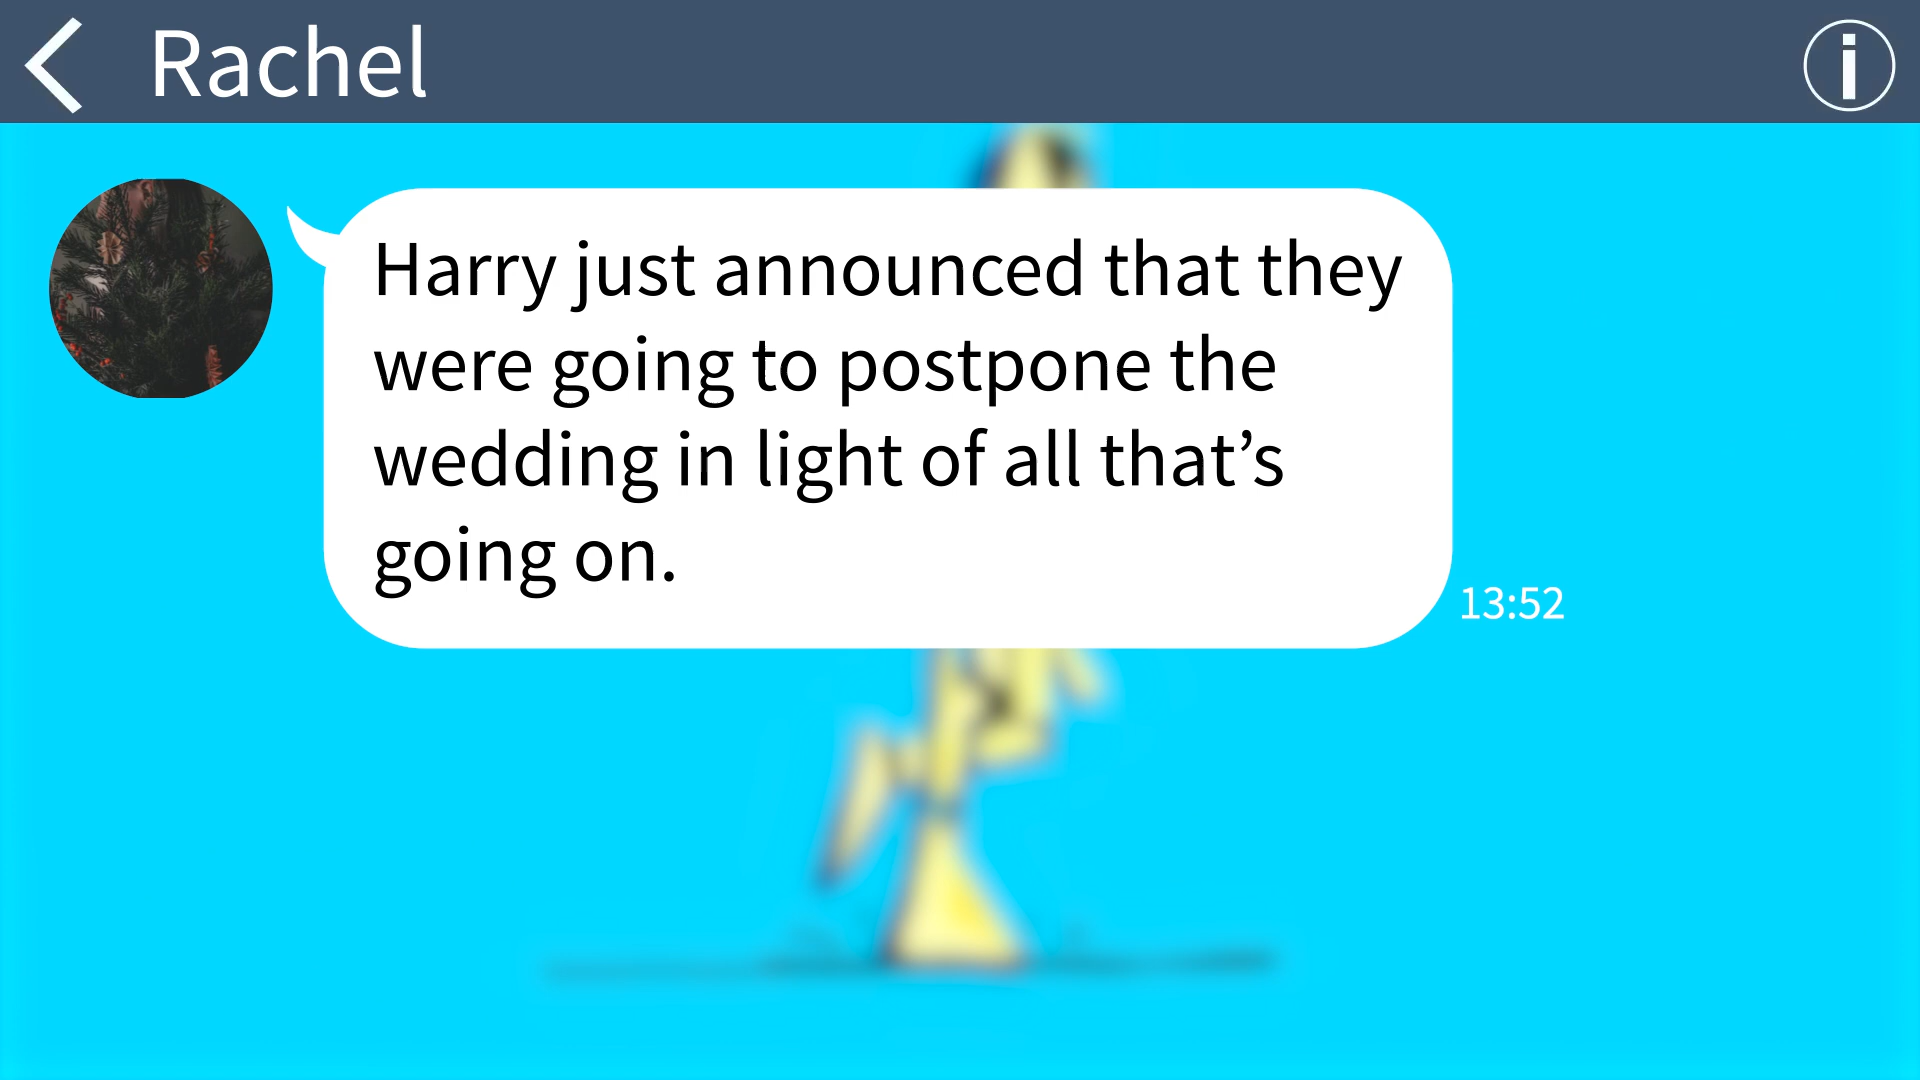 Rachel
Harry just announced that they
were going to postpone the
wedding in light of all that’s
going on.
13:52